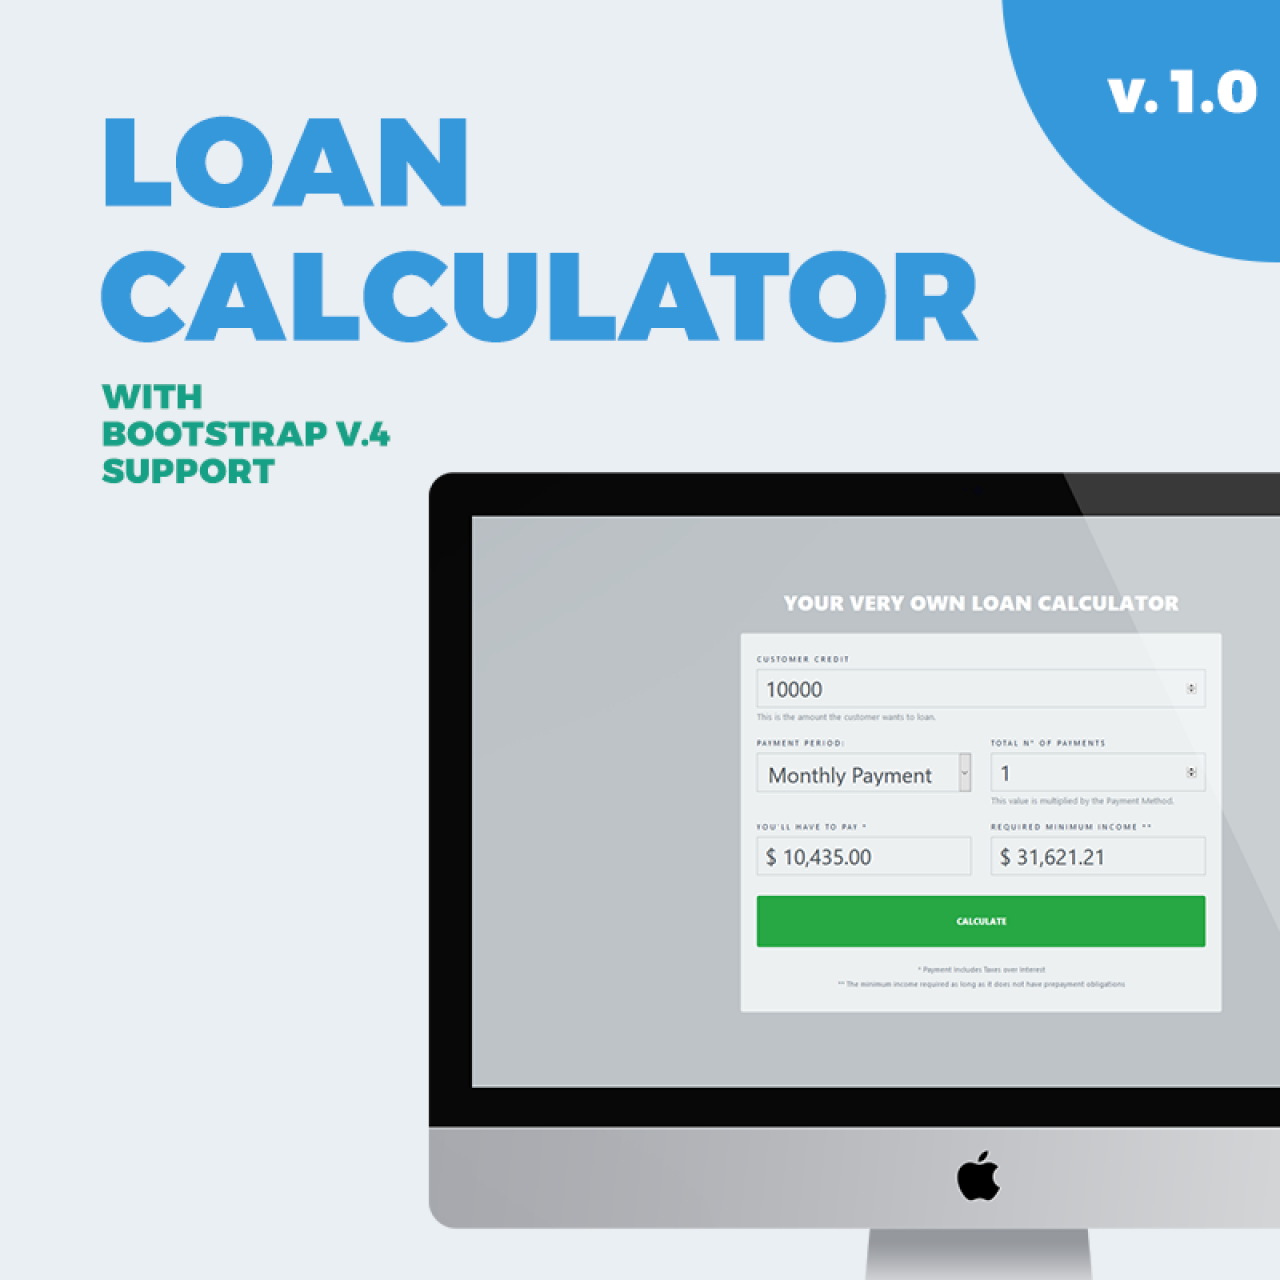 v. 1.0
LOAN
CALCULATOR
WITH
BOOTSTRAP V.4
SUPPORT
YOUR VERY OWN LOAN CALCULATOR
CUSTOMER CREDIT
10000
This is the amount the customer wants to loan.
PAYMENT PERIOD:
Monthly Payment
TOTAL N° OF PAYMENTS
1
This value is multiplied by the Payment Method.
YOU'LL HAVE TO PAY *
$ 10,435.00
REQUIRED MINIMUM INCOME **
$ 31,621.21
CALCULATE
* Payment includes Taxes over Interest
** The minimum income required as long as it does not have prepayment obligations